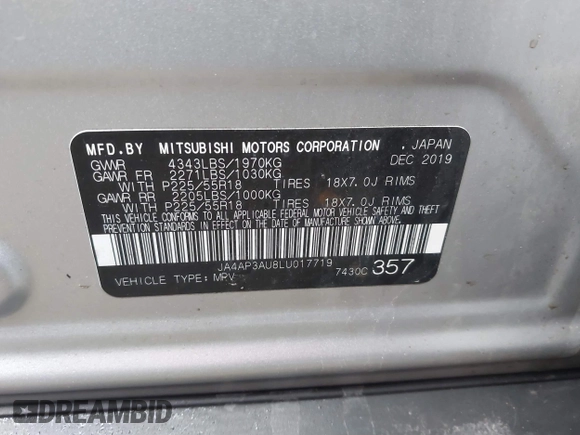 MFD.BY MITSUBISHI MOTORS CORPORATION . JAPAN
GVWR 4343LBS/1970KG DEC 2019
GAWR FR 2271LBS/1030KG
WITH P225/55R18 TIRES 18X7.0J RIMS
GAWR RR 2205LBS/1000KG
WITH P225/55R18 TIRES 18X7.0J RIMS
THIS VEHICLE CONFORMS TO ALL APPLICABLE FEDERAL MOTOR VEHICLE SAFETY AND THEFT
PREVENTION STANDARDS IN EFFECT ON THE DATE OF MANUFACTURE SHOWN ABOVE.
JA4AP3AU8LU017719
VEHICLE TYPE: MPV 7430C 357
DREAMBID